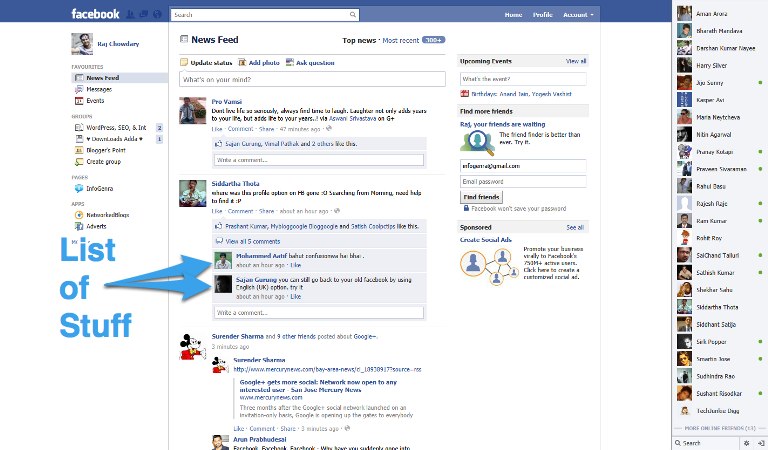 facebook
Search
Home Profile Account
Raj Chowdary
FAVOURITES
News Feed
Messages
Events
GROUPS
WordPress, SEO, & Int 2
♥ DownLoads Adda ♥ 1
Blogger's Point
Create group
PAGES
InfoGenra
APPS
NetworkedBlogs
Adverts
List
of
Stuff
News Feed
Top news · Most recent 300+
Update status Add photo Ask question
What's on your mind?
Pro Vamsi
Dont live life so seriously, always find time to laugh. Laughter not only adds years
to your life, but adds life to your years..! via Aswani Srivastava on G+
Like · Comment · Share · 47 minutes ago ·
Sajan Gurung, Vimal Pathak and 2 others like this.
Write a comment...
Siddartha Thota
where was this profile option on FB gone :O Searching from Morning, need help
to find it :P
Like · Comment · Share · about an hour ago ·
Prashant Kumar, Mybloggoogle Bloggoogle and Satish Coolpctips like this.
View all 5 comments
Mohammed Aatif bahut confusionwa hai bhai .
about an hour ago · Like
Sajan Gurung you can still go back to your old facebook by using
English (UK) option. try it
about an hour ago · Like
Write a comment...
Surender Sharma and 9 other friends posted about Google+.
3 minutes ago
Surender Sharma
http://www.mercurynews.com/bay-area-news/ci_18938917?source=rss
Google+ gets more social: Network now open to any
interested user - San Jose Mercury News
www.mercurynews.com
Three months after the Google+ social network launched on an
invitation-only basis, Google is opening up the gates to everybody
Like · Comment · Share · 3 minutes ago ·
Arun Prabhudesai
Facebook, Facebook, Facebook - Why have you suddenly gone into
Upcoming Events View all
What's the event?
Birthdays: Anand Jain, Yogesh Vashist
Find more friends
Raj, your friends are waiting
The friend finder is better than
ever. Try it.
infogenra@gmail.com
Email password
Find friends
Facebook won't save your password
Sponsored See all
Create Social Ads
Promote your business
virally to Facebook's
750M+ active users.
Click here to create a
customized social ad.
Aman Arora
Bharath Mandava
Darshan Kumar Nayee
Harry Silver
Jijo Sunny
Kaspar Avi
Maria Neytcheva
Nitin Agarwal
Pranay Kotapi
Praveen Sivaraman
Rahul Basu
Rajesh Raje
Ram Kumar
Rohit Roy
SaiChand Talluri
Sathish Kumar
Shekhar Sahu
Siddartha Thota
Siddhant Satija
Sirk Popper
Smartin Jose
Sudhindra Rao
Sushant Risodkar
TechJunkie Digg
MORE ONLINE FRIENDS (13)
Search